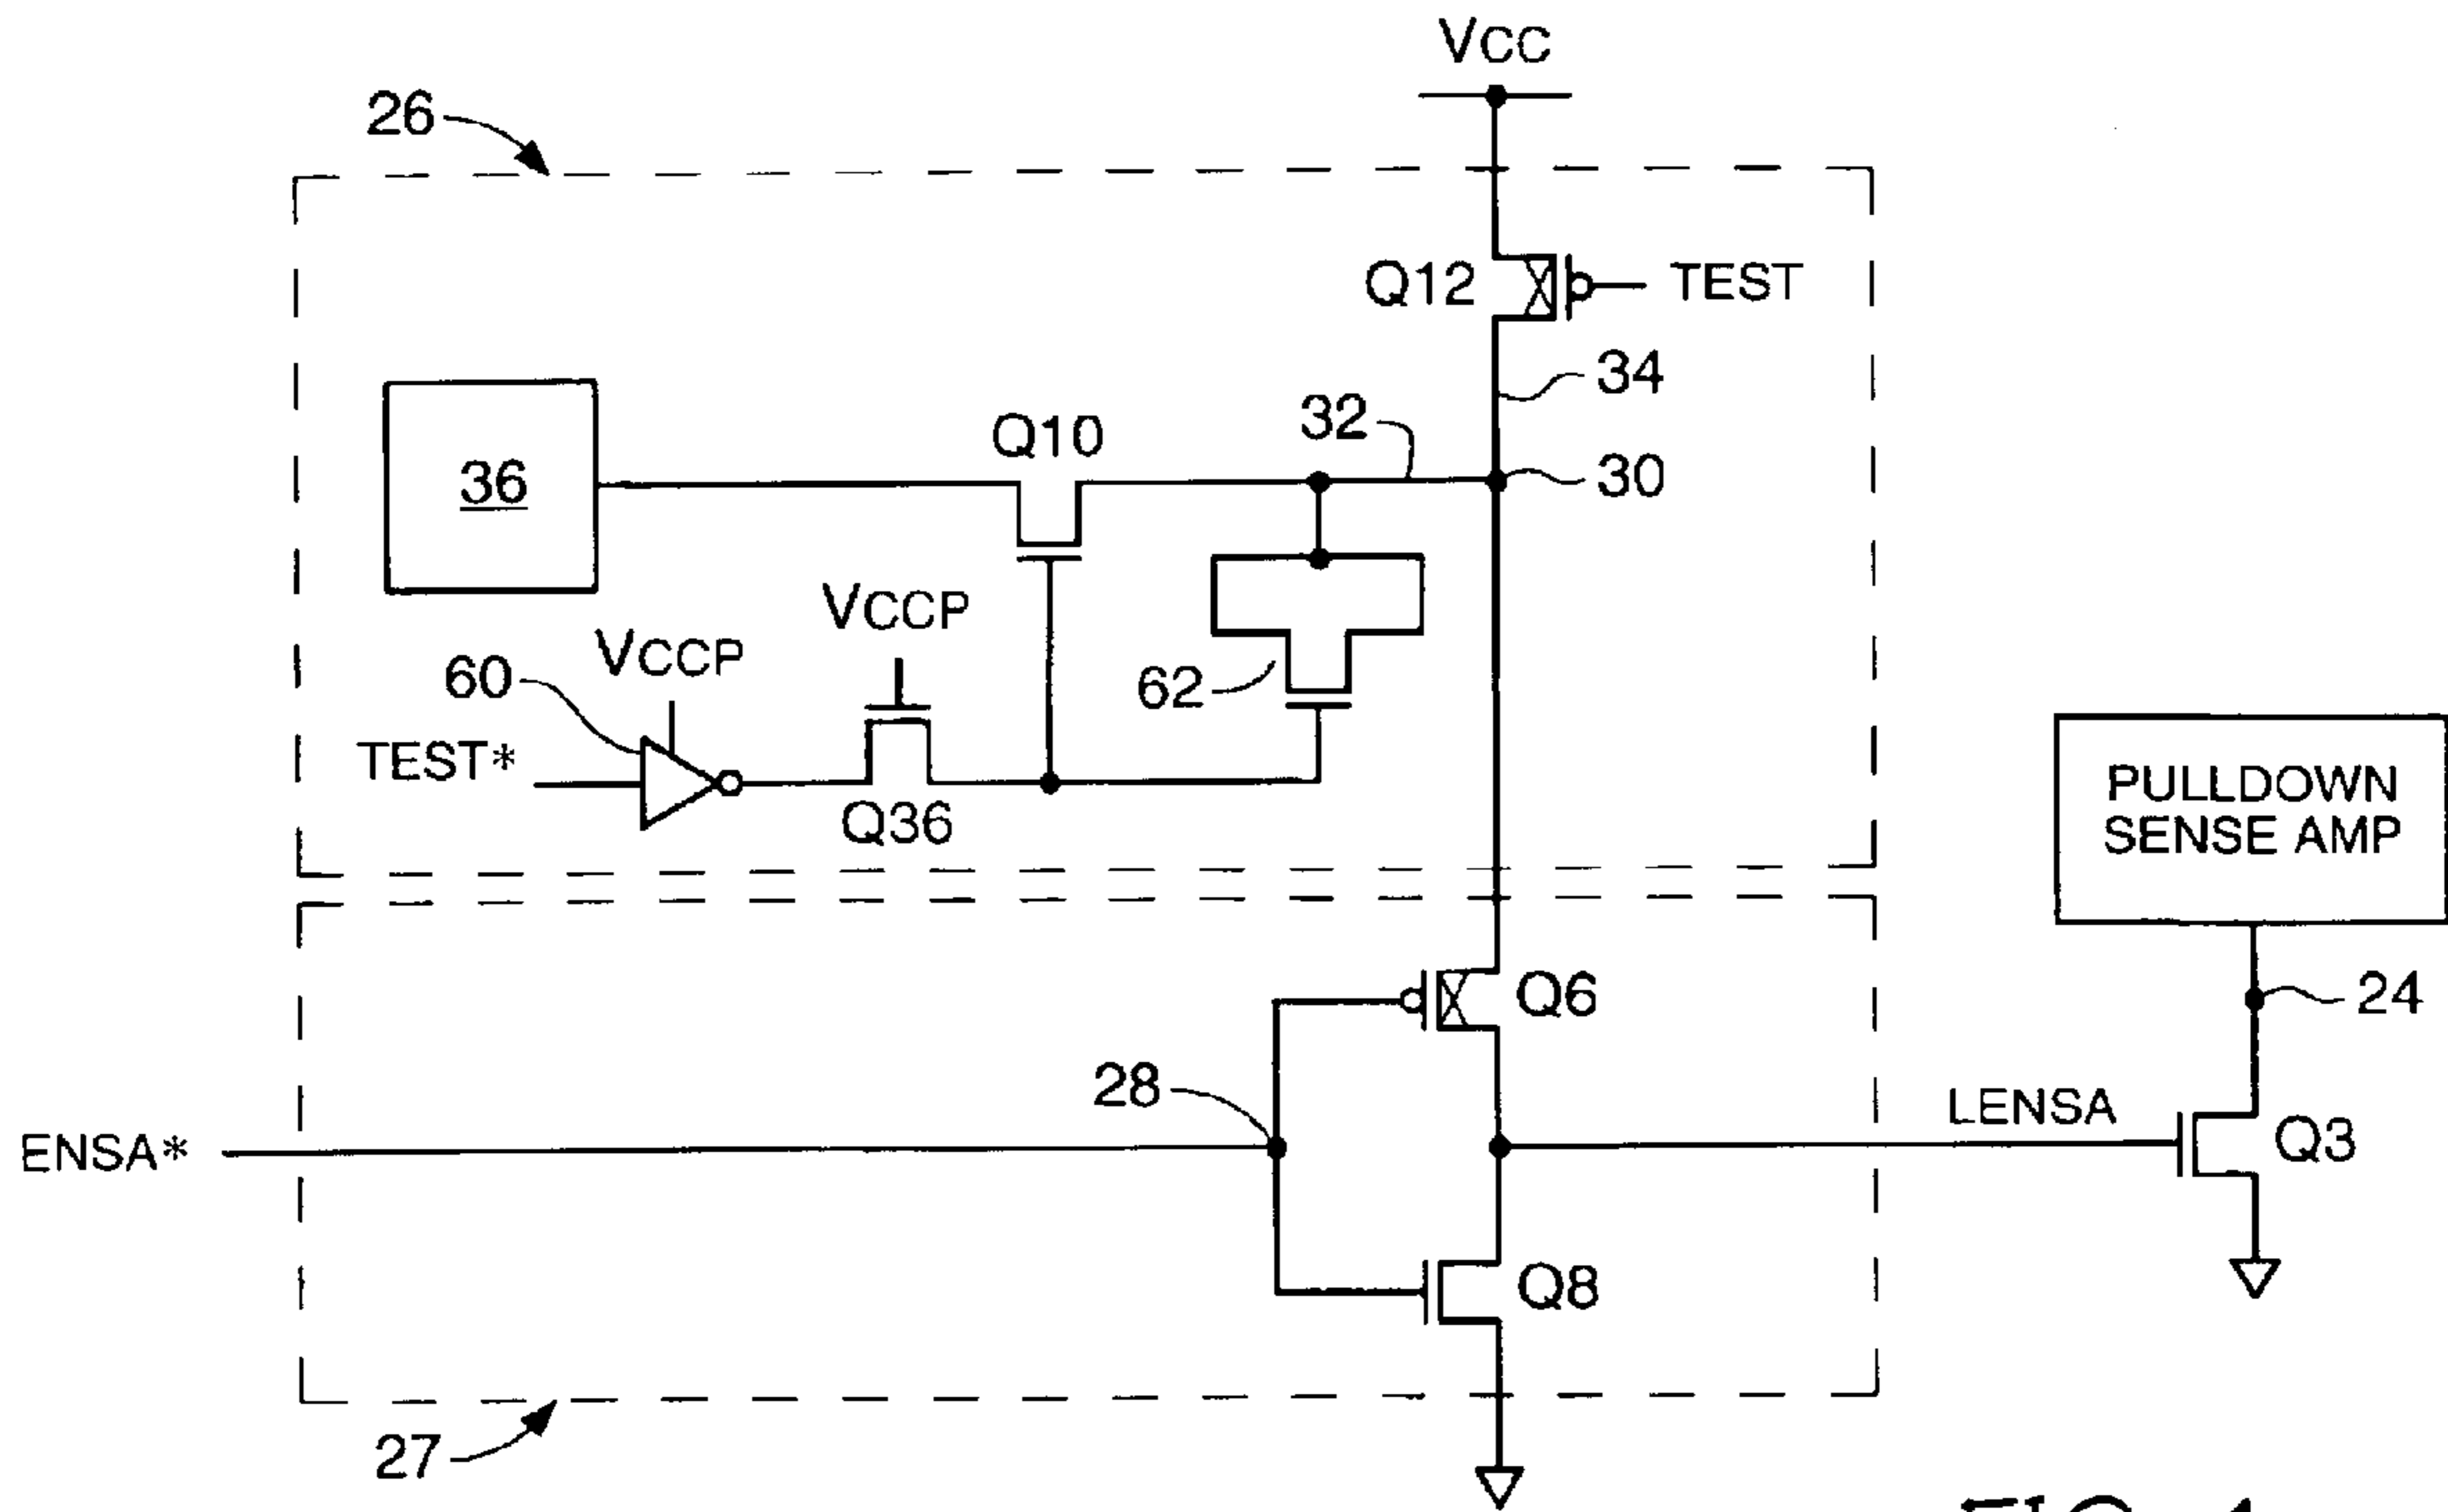 VCC
26
Q12
TEST
34
32
30
Q10
36
VCCP
VCCP
60
62
TEST*
Q36
PULLDOWN
SENSE AMP
Q6
24
28
LENSA
ENSA*
Q3
Q8
27